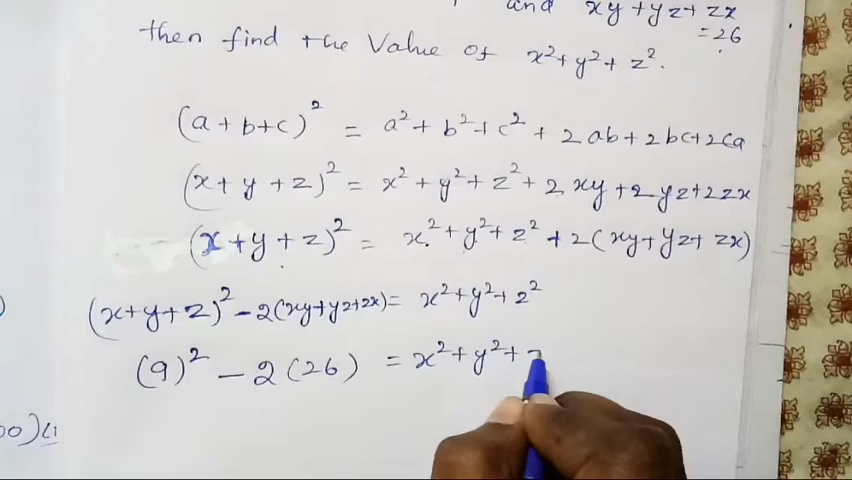 and xy+yz+zx
=26
then find the Value of x²+y²+z².
(a+b+c)² = a²+b²+c²+2ab+2bc+2ca
(x+y+z)² = x²+y²+z²+2xy+2yz+2zx
(x+y+z)² = x²+y²+z²+2(xy+yz+zx)
(x+y+z)²-2(xy+yz+zx)= x²+y²+z²
(9)²-2(26) = x²+y²+